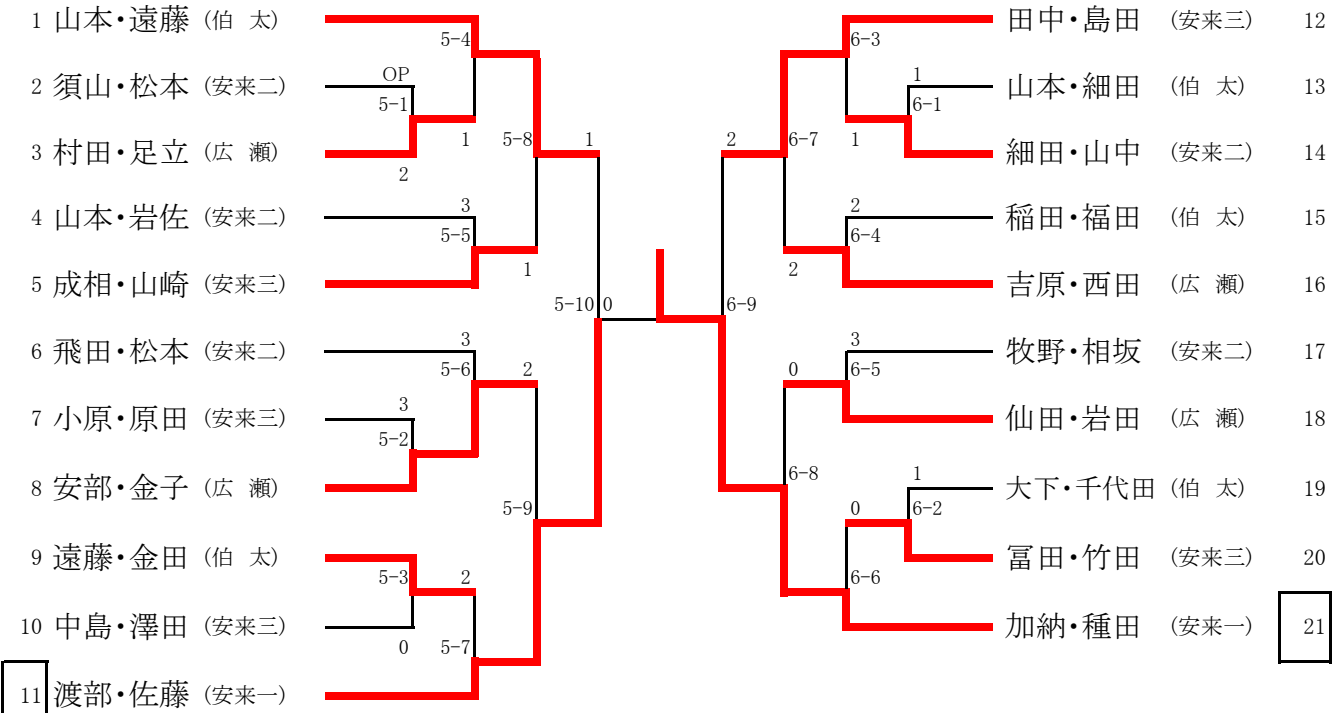 1 山本・遠藤 (伯 太)
5-4
OP
2 須山・松本 (安来二)
5-1
3 村田・足立 (広 瀬)
2
1
5-8
1
4 山本・岩佐 (安来二)
3
5-5
5 成相・山崎 (安来三)
1
5-10
0
6 飛田・松本 (安来二)
3
5-6
2
7 小原・原田 (安来三)
3
5-2
8 安部・金子 (広 瀬)
5-9
9 遠藤・金田 (伯 太)
5-3
2
10 中島・澤田 (安来三)
0
5-7
11 渡部・佐藤 (安来一)
田中・島田 (安来三) 12
6-3
1
山本・細田 (伯 太) 13
6-1
2
6-7
1
細田・山中 (安来二) 14
2
稲田・福田 (伯 太) 15
6-4
2
吉原・西田 (広 瀬) 16
6-9
3
牧野・相坂 (安来二) 17
0
6-5
仙田・岩田 (広 瀬) 18
6-8
1
大下・千代田 (伯 太) 19
0
6-2
冨田・竹田 (安来三) 20
6-6
加納・種田 (安来一) 21